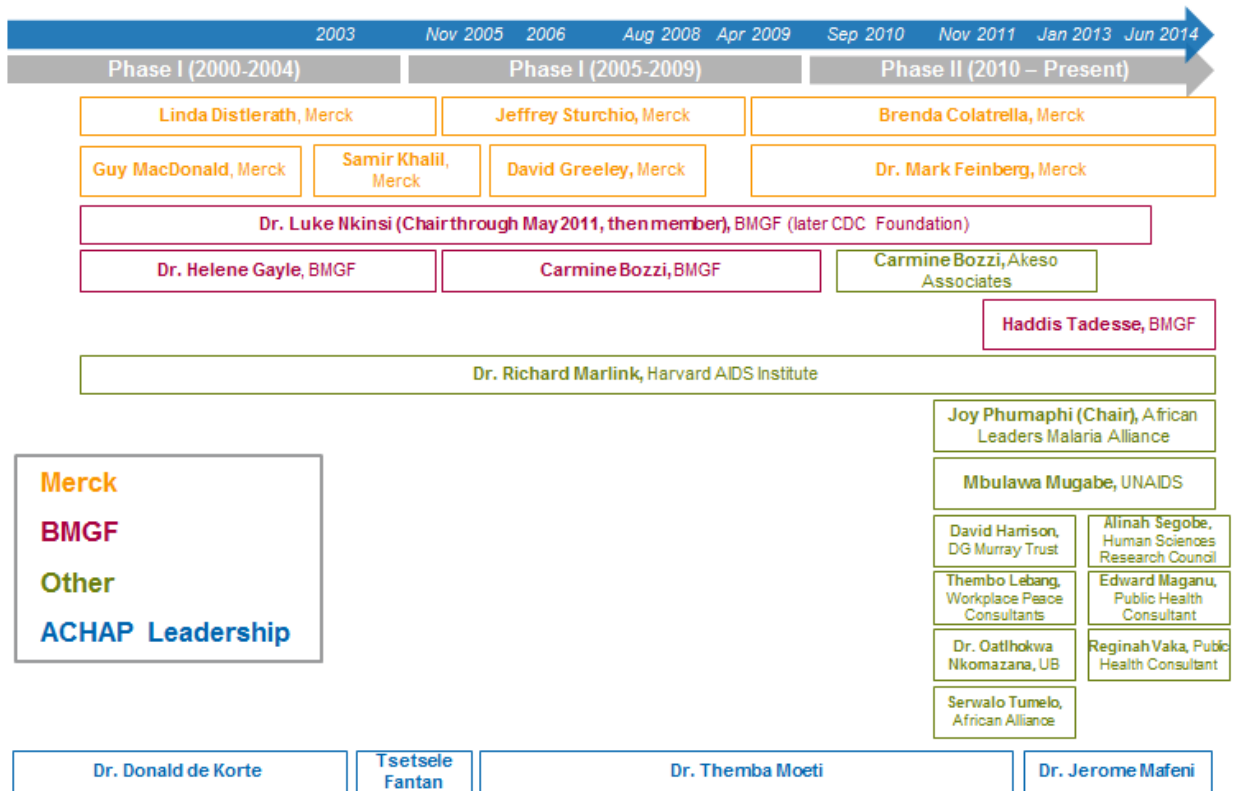 2003 Nov 2005 2006 Aug 2008 Apr 2009 Sep 2010 Nov 2011 Jan 2013 Jun 2014
Phase I (2000-2004) Phase I (2005-2009) Phase II (2010 – Present)
Linda Distlerath, Merck Jeffrey Sturchio, Merck Brenda Colatrella, Merck
Guy MacDonald, Merck
Samir Khalil,
Merck
David Greeley, Merck
Dr. Mark Feinberg, Merck
Dr. Luke Nkinsi (Chair through May 2011, then member), BMGF (later CDC Foundation)
Dr. Helene Gayle, BMGF
Carmine Bozzi, BMGF
Carmine Bozzi, Akeso
Associates
Haddis Tadesse, BMGF
Dr. Richard Marlink, Harvard AIDS Institute
Joy Phumaphi (Chair), African
Leaders Malaria Alliance
Mbulawa Mugabe, UNAIDS
David Harrison,
DG Murray Trust
Alinah Segobe,
Human Sciences
Research Council
Thembo Lebang,
Workplace Peace
Consultants
Edward Maganu,
Public Health
Consultant
Dr. Oatlhokwa
Nkomazana, UB
Reginah Vaka, Public
Health Consultant
Serwalo Tumelo,
African Alliance
Merck
BMGF
Other
ACHAP Leadership
Dr. Donald de Korte
Tsetsele
Fantan
Dr. Themba Moeti
Dr. Jerome Mafeni